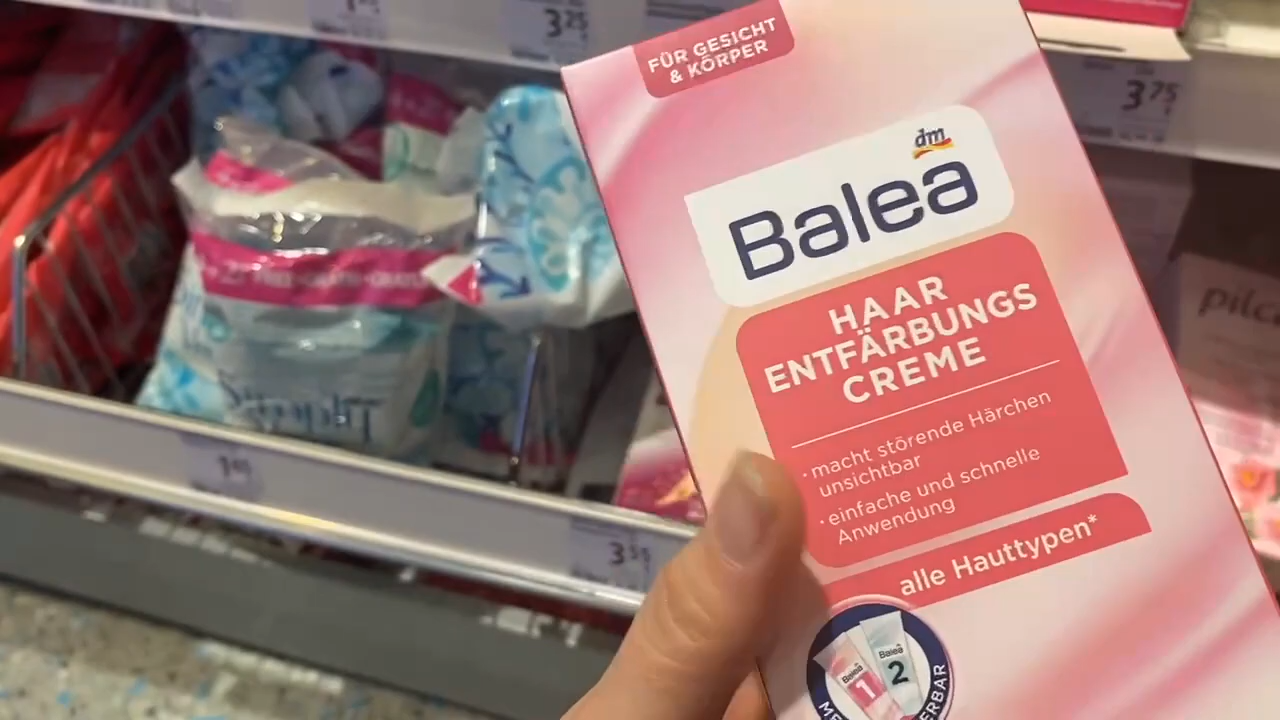 3 25
FÜR GESICHT
& KÖRPER
3 75
dm
Balea
HAAR
ENTFÄRBUNGS
CREME
· macht störende Härchen
unsichtbar
· einfache und schnelle
Anwendung
alle Hauttypen*
Balea
1
Balea
2